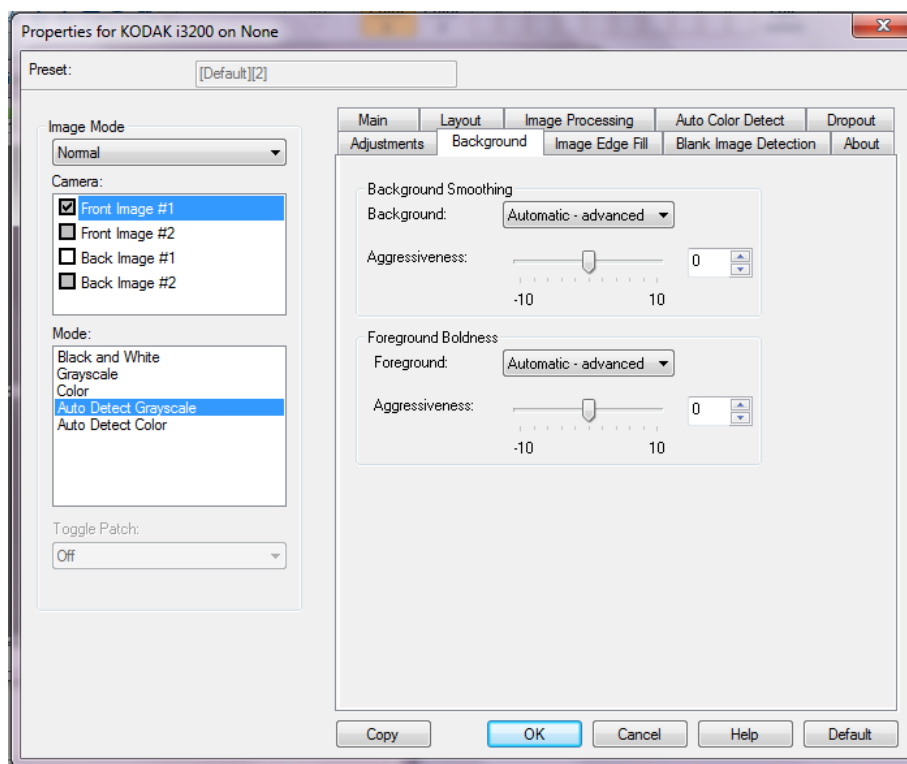 Properties for KODAK i3200 on None
Preset:
[Default][2]
Image Mode
Normal
Camera:
Front Image #1
Front Image #2
Back Image #1
Back Image #2
Mode:
Black and White
Grayscale
Color
Auto Detect Grayscale
Auto Detect Color
Toggle Patch:
Off
Main Layout Image Processing Auto Color Detect Dropout
Adjustments Background Image Edge Fill Blank Image Detection About
Background Smoothing
Background: Automatic - advanced
Aggressiveness: 0
-10 10
Foreground Boldness
Foreground: Automatic - advanced
Aggressiveness: 0
-10 10
Copy OK Cancel Help Default